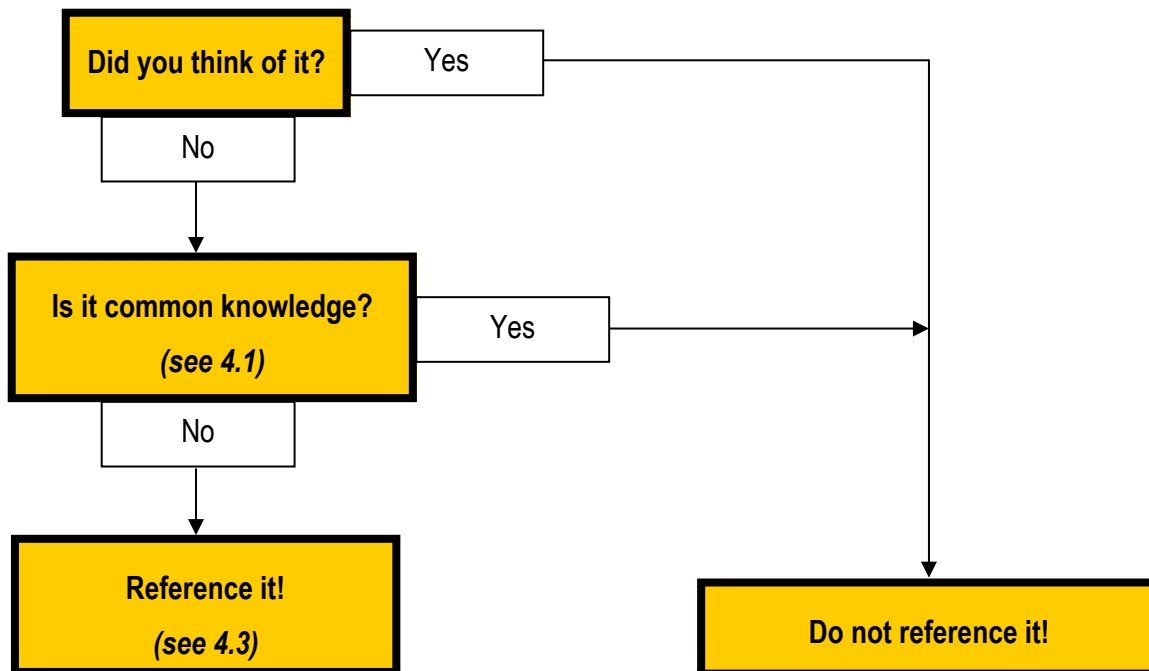 Did you think of it?
Yes
No
Is it common knowledge?
(see 4.1)
Yes
No
Reference it!
(see 4.3)
Do not reference it!